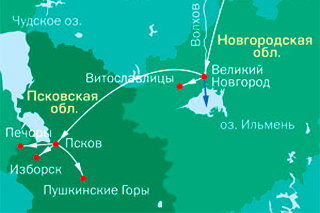 Чудское оз.
Волхов
Новгородская
обл.
Витославлицы
Великий
Новгород
Псковская
обл.
оз. Ильмень
Печоры
Псков
Изборск
Пушкинские Горы